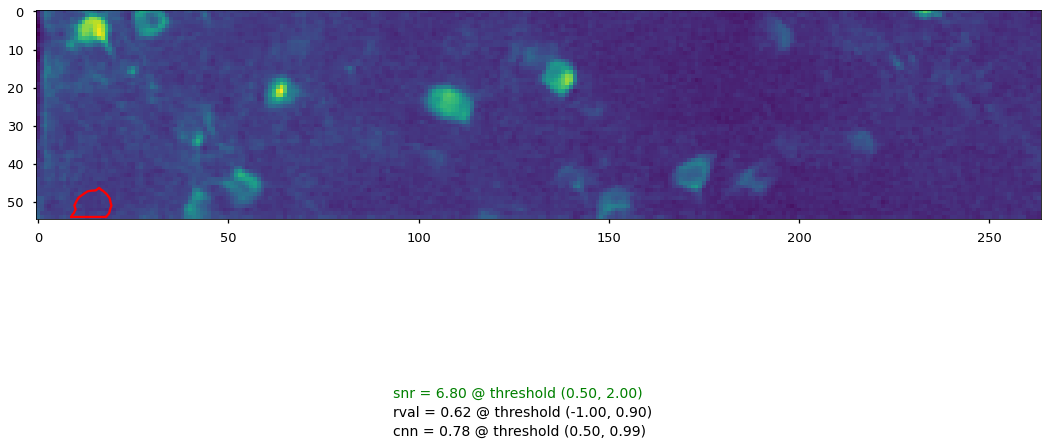 0
10
20
30
40
50
0 50 100 150 200 250
snr = 6.80 @ threshold (0.50, 2.00)
rval = 0.62 @ threshold (-1.00, 0.90)
cnn = 0.78 @ threshold (0.50, 0.99)